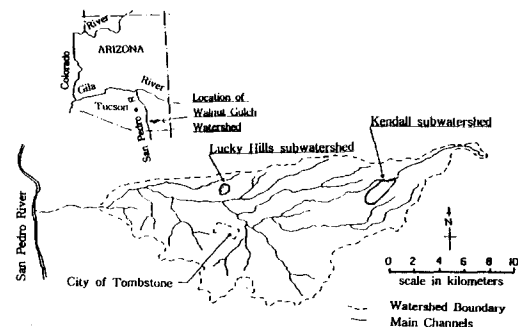 River
ARIZONA
Colorado
Gila
River
Tucson
San Pedro R
Location of
Walnut Gulch
Watershed
Kendall subwatershed
Lucky Hills subwatershed
San Pedro River
City of Tombstone
N
0 2 4 6 8 10
scale in kilometers
Watershed Boundary
Main Channels